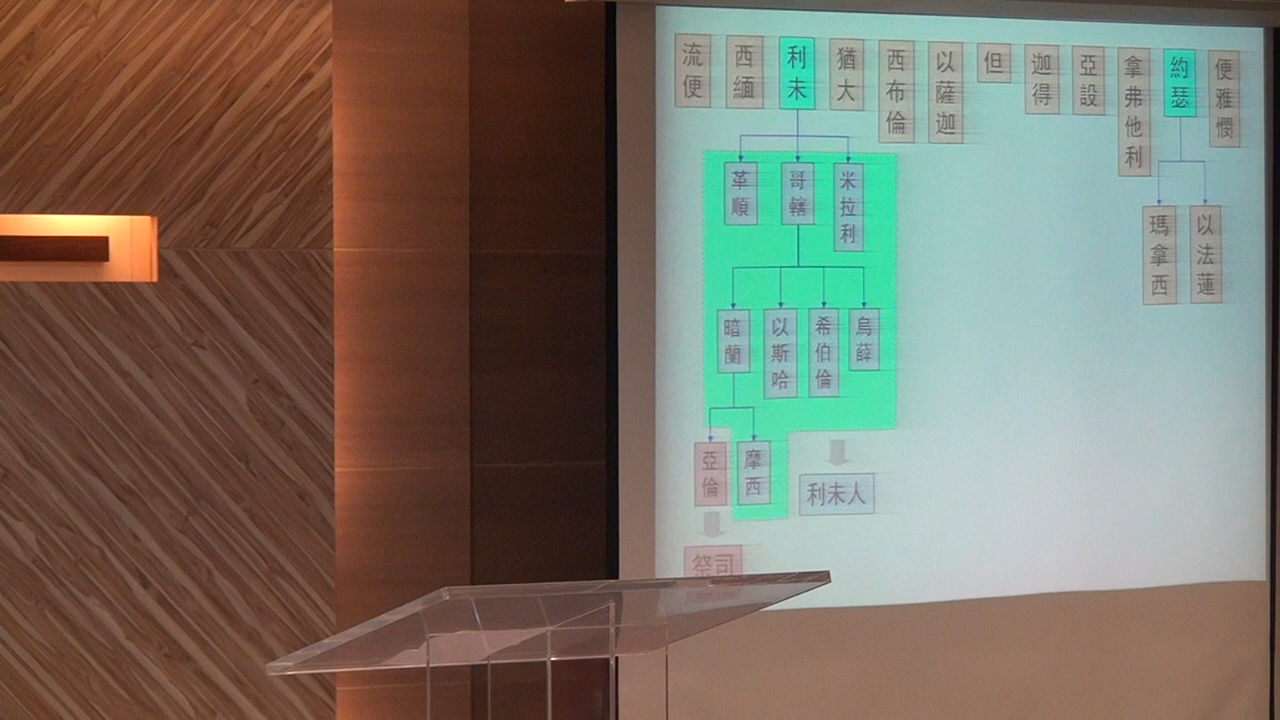 流便
西緬
利未
猶大
西布倫
以薩迦
但
迦得
亞設
拿弗他利
約瑟
便雅憫
革順
哥轄
米拉利
瑪拿西
以法蓮
暗蘭
以斯哈
希伯倫
烏薛
亞倫
摩西
利未人
祭司